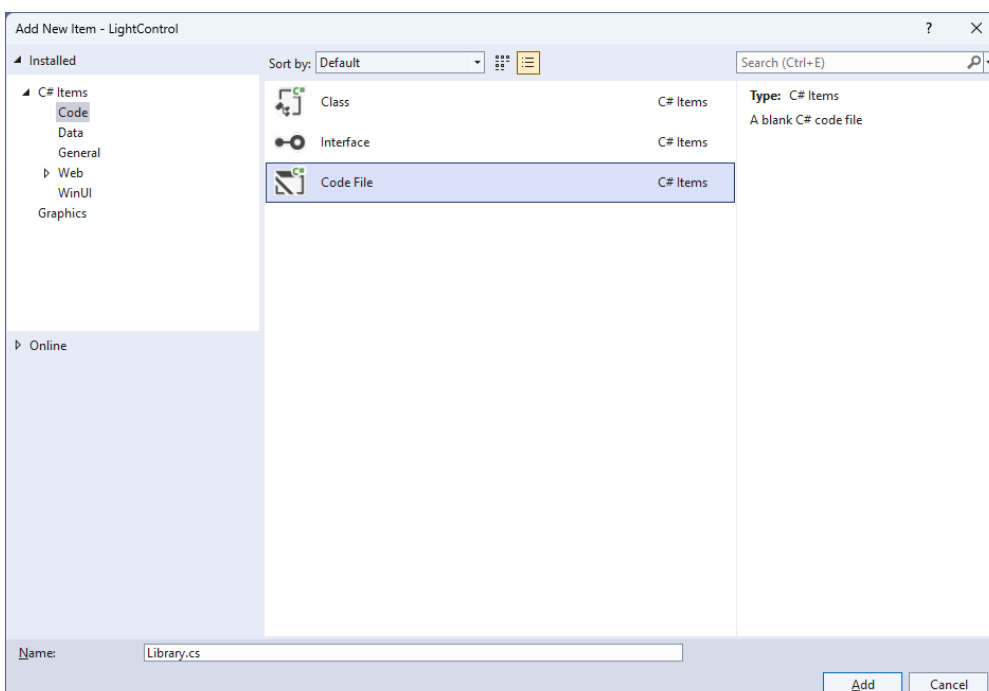 Add New Item - LightControl
?
Installed
Sort by: Default
Search (Ctrl+E)
C# Items
Code
Data
General
Web
WinUI
Graphics
Online
Class C# Items
Interface C# Items
Code File C# Items
Type: C# Items
A blank C# code file
Name: Library.cs
Add Cancel